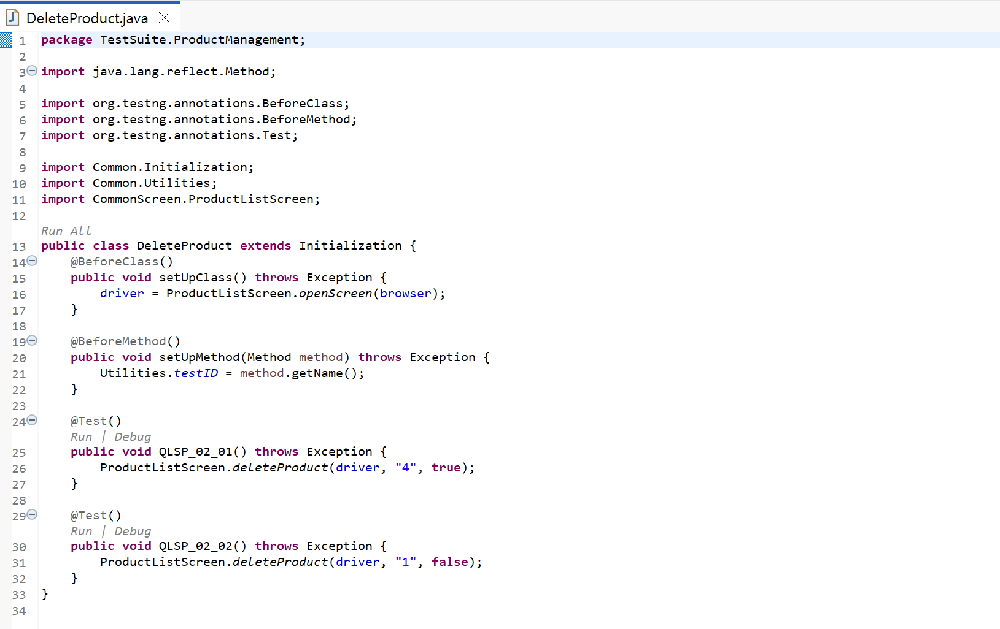 DeleteProduct.java
1 package TestSuite.ProductManagement;
2
3 import java.lang.reflect.Method;
4
5 import org.testng.annotations.BeforeClass;
6 import org.testng.annotations.BeforeMethod;
7 import org.testng.annotations.Test;
8
9 import Common.Initialization;
10 import Common.Utilities;
11 import CommonScreen.ProductListScreen;
12
Run All
13 public class DeleteProduct extends Initialization {
14     @BeforeClass()
15     public void setUpClass() throws Exception {
16         driver = ProductListScreen.openScreen(browser);
17     }
18
19     @BeforeMethod()
20     public void setUpMethod(Method method) throws Exception {
21         Utilities.testID = method.getName();
22     }
23
24     @Test()
Run | Debug
25     public void QLSP_02_01() throws Exception {
26         ProductListScreen.deleteProduct(driver, "4", true);
27     }
28
29     @Test()
Run | Debug
30     public void QLSP_02_02() throws Exception {
31         ProductListScreen.deleteProduct(driver, "1", false);
32     }
33 }
34